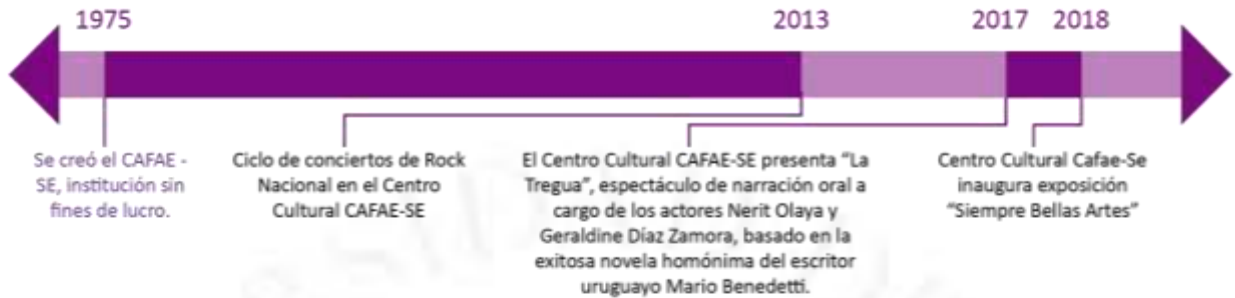 1975
2013
2017
2018
Se creó el CAFAE -
SE, institución sin
fines de lucro.
Ciclo de conciertos de Rock
Nacional en el Centro
Cultural CAFAE-SE
El Centro Cultural CAFAE-SE presenta “La
Tregua”, espectáculo de narración oral a
cargo de los actores Nerit Olaya y
Geraldine Díaz Zamora, basado en la
exitosa novela homónima del escritor
uruguayo Mario Benedetti.
Centro Cultural Cafae-Se
inaugura exposición
“Siempre Bellas Artes”